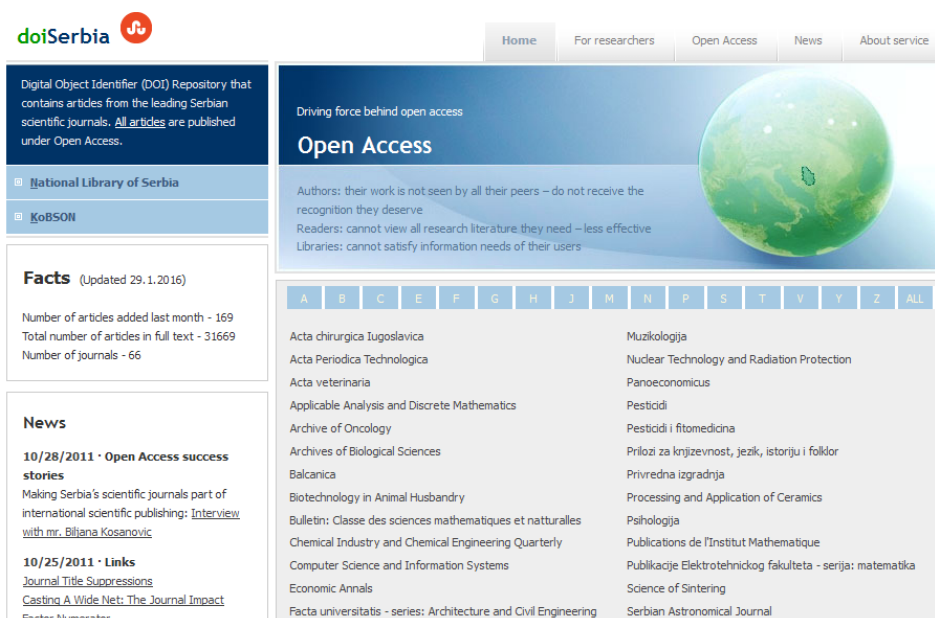 doiSerbia
Home
For researchers
Open Access
News
About service
Digital Object Identifier (DOI) Repository that
contains articles from the leading Serbian
scientific journals. All articles are published
under Open Access.
National Library of Serbia
KoBSON
Facts (Updated 29.1.2016)
Number of articles added last month - 169
Total number of articles in full text - 31669
Number of journals - 66
News
10/28/2011 · Open Access success
stories
Making Serbia's scientific journals part of
international scientific publishing: Interview
with mr. Biljana Kosanovic
10/25/2011 · Links
Journal Title Suppressions
Casting A Wide Net: The Journal Impact
Factor Numerator
Driving force behind open access
Open Access
Authors: their work is not seen by all their peers – do not receive the
recognition they deserve
Readers: cannot view all research literature they need – less effective
Libraries: cannot satisfy information needs of their users
A B C E F G H J M N P S T V Y Z ALL
Acta chirurgica Iugoslavica
Acta Periodica Technologica
Acta veterinaria
Applicable Analysis and Discrete Mathematics
Archive of Oncology
Archives of Biological Sciences
Balcanica
Biotechnology in Animal Husbandry
Bulletin: Classe des sciences mathematiques et natturalles
Chemical Industry and Chemical Engineering Quarterly
Computer Science and Information Systems
Economic Annals
Facta universitatis - series: Architecture and Civil Engineering
Muzikologija
Nuclear Technology and Radiation Protection
Panoeconomicus
Pesticidi
Pesticidi i fitomedicina
Prilozi za knjizevnost, jezik, istoriju i folklor
Privredna izgradnja
Processing and Application of Ceramics
Psihologija
Publications de l'Institut Mathematique
Publikacije Elektrotehnickog fakulteta - serija: matematika
Science of Sintering
Serbian Astronomical Journal